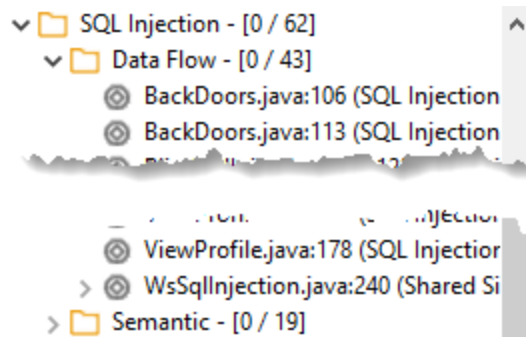 SQL Injection - [0 / 62]
Data Flow - [0 / 43]
BackDoors.java:106 (SQL Injection
BackDoors.java:113 (SQL Injection
ViewProfile.java:178 (SQL Injection
WsSqlInjection.java:240 (Shared Si
Semantic - [0 / 19]